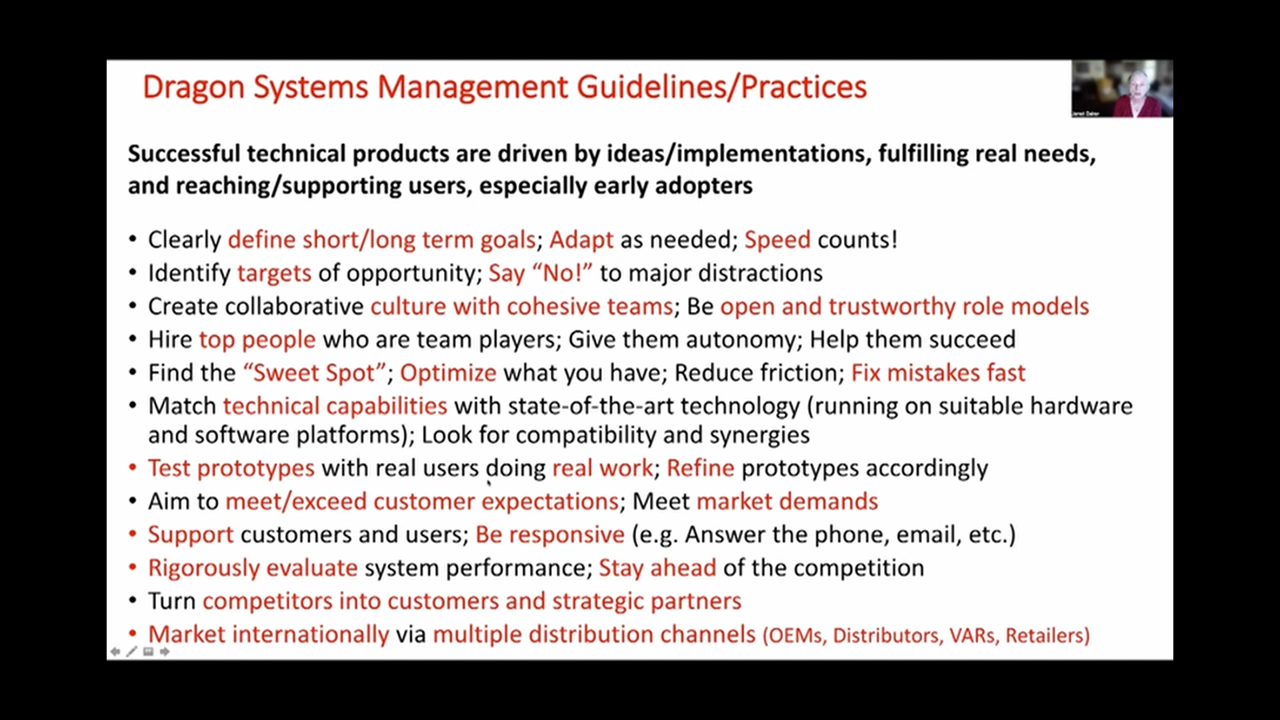 Dragon Systems Management Guidelines/Practices
Successful technical products are driven by ideas/implementations, fulfilling real needs,
and reaching/supporting users, especially early adopters
• Clearly define short/long term goals; Adapt as needed; Speed counts!
• Identify targets of opportunity; Say “No!” to major distractions
• Create collaborative culture with cohesive teams; Be open and trustworthy role models
• Hire top people who are team players; Give them autonomy; Help them succeed
• Find the “Sweet Spot”; Optimize what you have; Reduce friction; Fix mistakes fast
• Match technical capabilities with state-of-the-art technology (running on suitable hardware
and software platforms); Look for compatibility and synergies
• Test prototypes with real users doing real work; Refine prototypes accordingly
• Aim to meet/exceed customer expectations; Meet market demands
• Support customers and users; Be responsive (e.g. Answer the phone, email, etc.)
• Rigorously evaluate system performance; Stay ahead of the competition
• Turn competitors into customers and strategic partners
• Market internationally via multiple distribution channels (OEMs, Distributors, VARs, Retailers)
Janet Baker